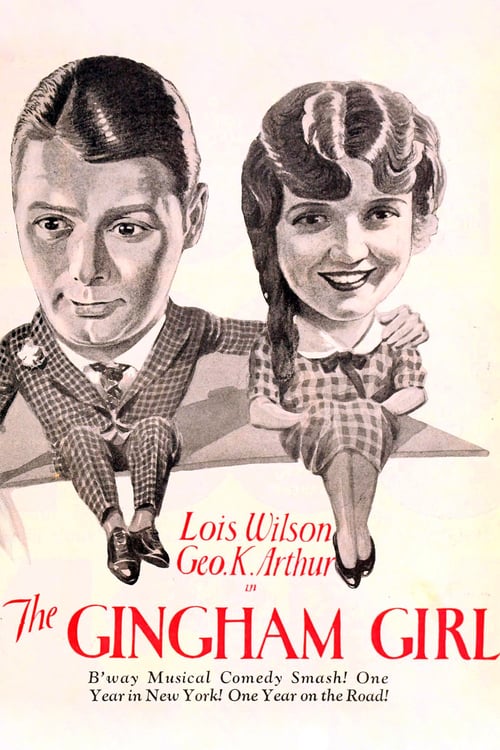 Lois Wilson
Geo. K. Arthur
in
The GINGHAM GIRL
B'way Musical Comedy Smash! One
Year in New York! One Year on the Road!